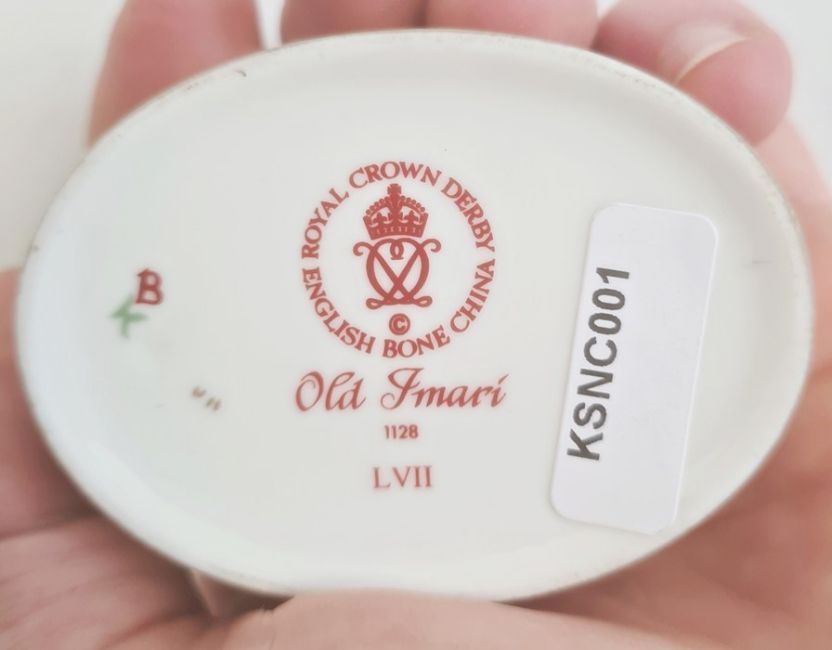 ROYAL CROWN DERBY
ENGLISH BONE CHINA
©
Old Imari
1128
LVII
B
K
KSNC001